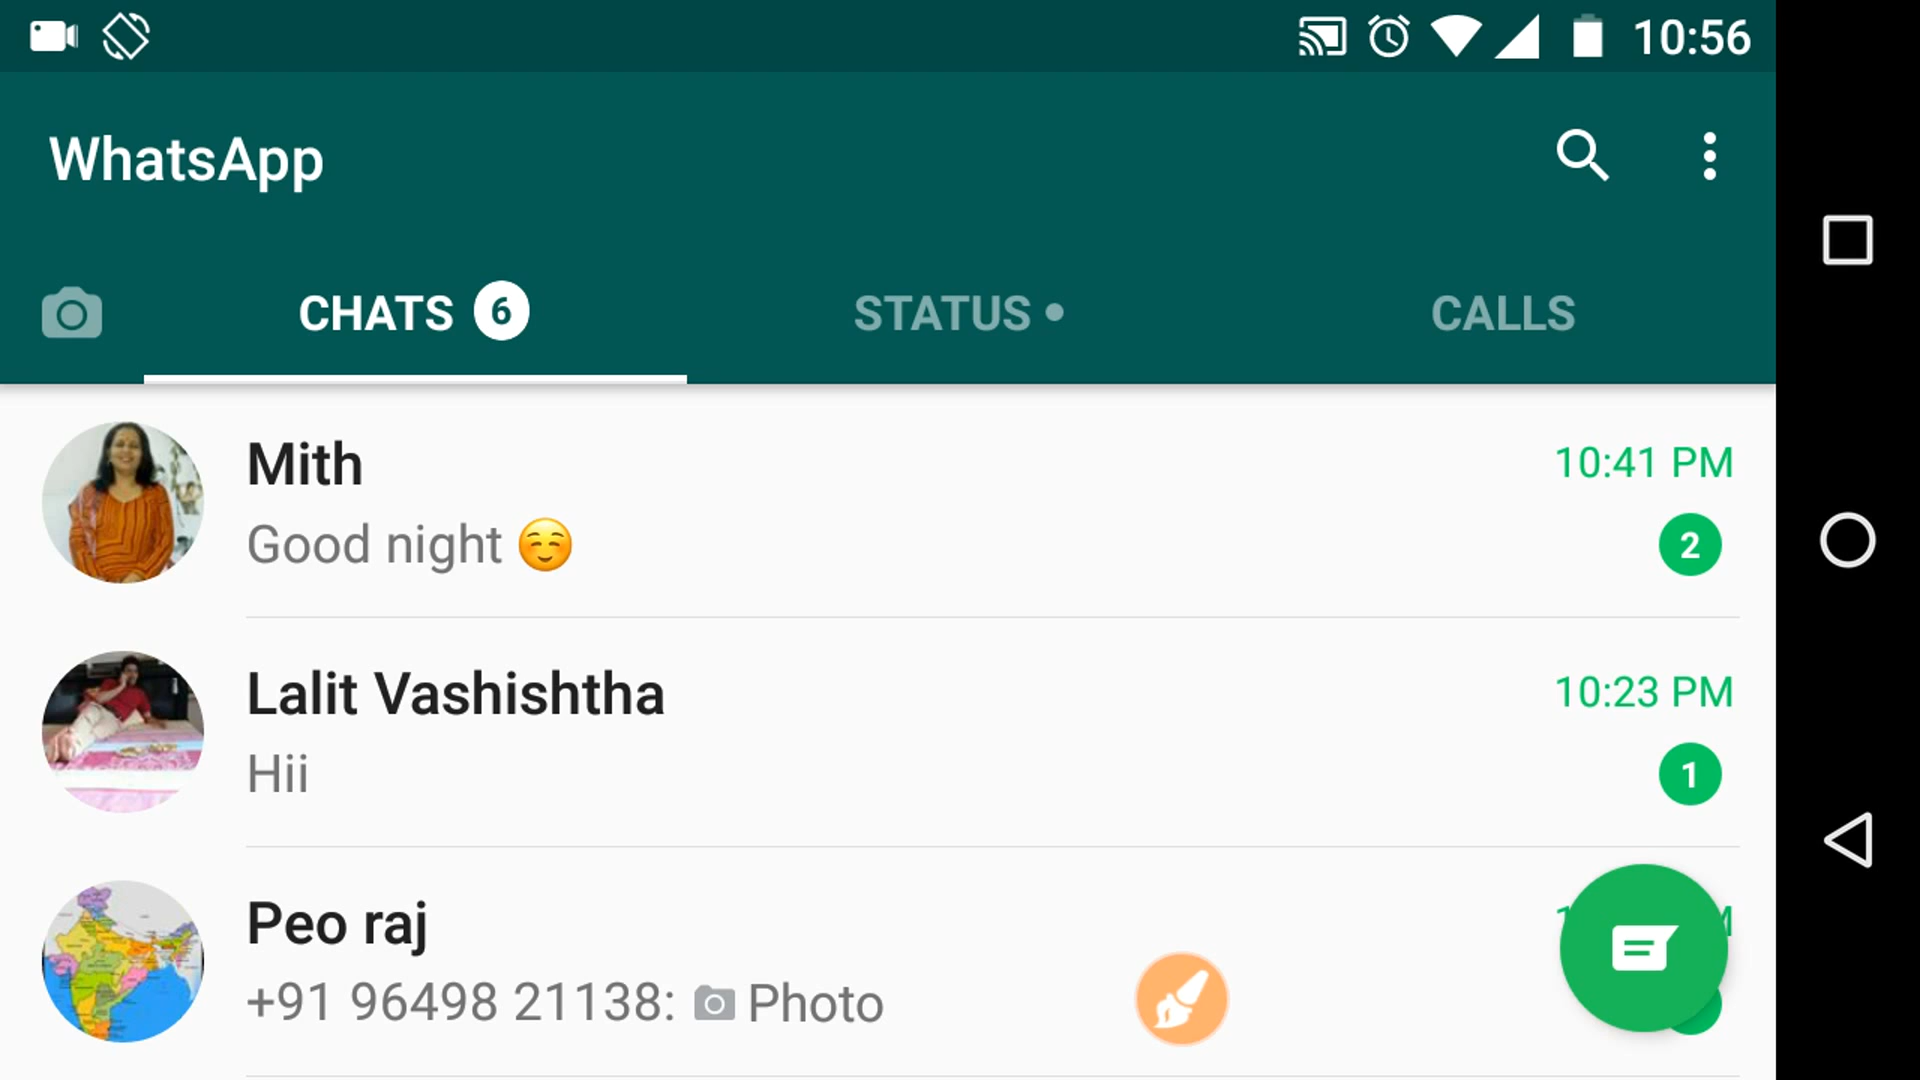 10:56
WhatsApp
CHATS 6
STATUS
CALLS
Mith
10:41 PM
Good night 😊
2
Lalit Vashishtha
10:23 PM
Hii
1
Peo raj
+91 96498 21138: Photo